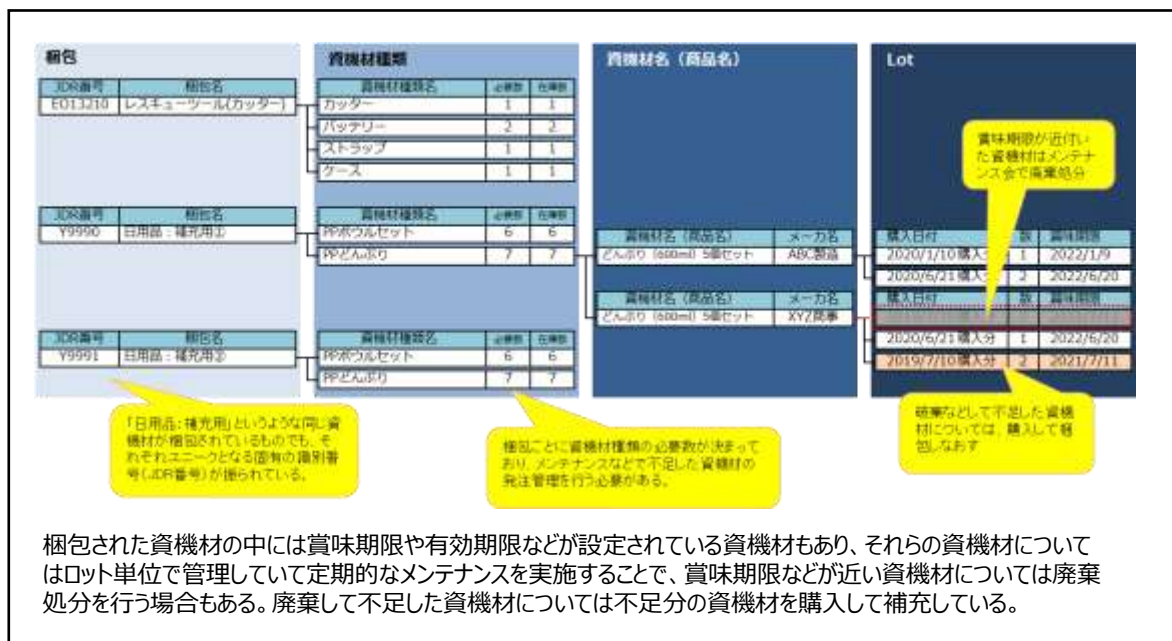 梱包
資機材種類
資機材名（商品名）
Lot
JDR番号 梱包名
EO13210 レスキューツール(カッター)
資機材種類名 必要数 在庫数
カッター 1 1
バッテリー 2 2
ストラップ 1 1
ケース 1 1
賞味期限が近付い
た資機材はメンテナ
ンス会で廃棄処分
JDR番号 梱包名
Y9990 日用品：補充用①
資機材種類名 必要数 在庫数
PPボウルセット 6 6
PPどんぶり 7 7
資機材名（商品名） メーカ名
どんぶり（600ml）5個セット ABC製造
購入日付 数 賞味期限
2020/1/10購入分 1 2022/1/9
2020/6/21購入分 2 2022/6/20
資機材名（商品名） メーカ名
どんぶり（600ml）5個セット XYZ商事
購入日付 数 賞味期限
2020/6/21購入分 1 2022/6/20
2019/7/10購入分 2 2021/7/11
JDR番号 梱包名
Y9991 日用品：補充用②
資機材種類名 必要数 在庫数
PPボウルセット 6 6
PPどんぶり 7 7
「日用品：補充用」というような同じ資
機材が梱包されているものでも、そ
れぞれユニークとなる固有の識別番
号(JDR番号)が振られている。
梱包ごとに資機材種類の必要数が決まって
おり、メンテナンスなどで不足した資機材の
発注管理を行う必要がある。
破棄などして不足した資機
材については、購入して梱
包しなおす
梱包された資機材の中には賞味期限や有効期限などが設定されている資機材もあり、それらの資機材について
はロット単位で管理していて定期的なメンテナンスを実施することで、賞味期限などが近い資機材については廃棄
処分を行う場合もある。廃棄して不足した資機材については不足分の資機材を購入して補充している。